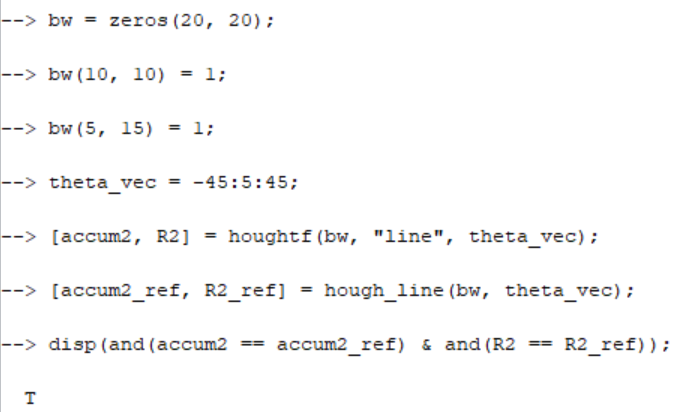 --> bw = zeros(20, 20);
--> bw(10, 10) = 1;
--> bw(5, 15) = 1;
--> theta_vec = -45:5:45;
--> [accum2, R2] = houghtf(bw, "line", theta_vec);
--> [accum2_ref, R2_ref] = hough_line(bw, theta_vec);
--> disp(and(accum2 == accum2_ref) & and(R2 == R2_ref));
T